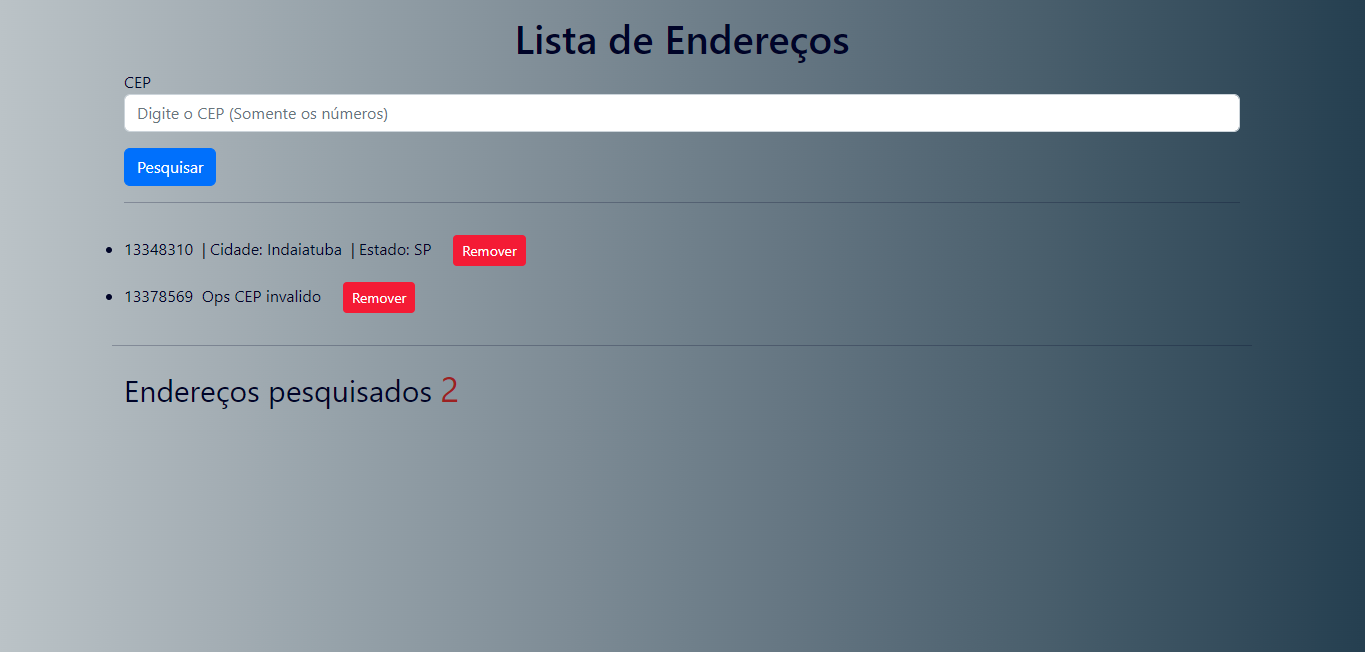 Lista de Endereços
CEP
Digite o CEP (Somente os números)
Pesquisar
13348310 | Cidade: Indaiatuba | Estado: SP Remover
13378569 Ops CEP invalido Remover
Endereços pesquisados 2